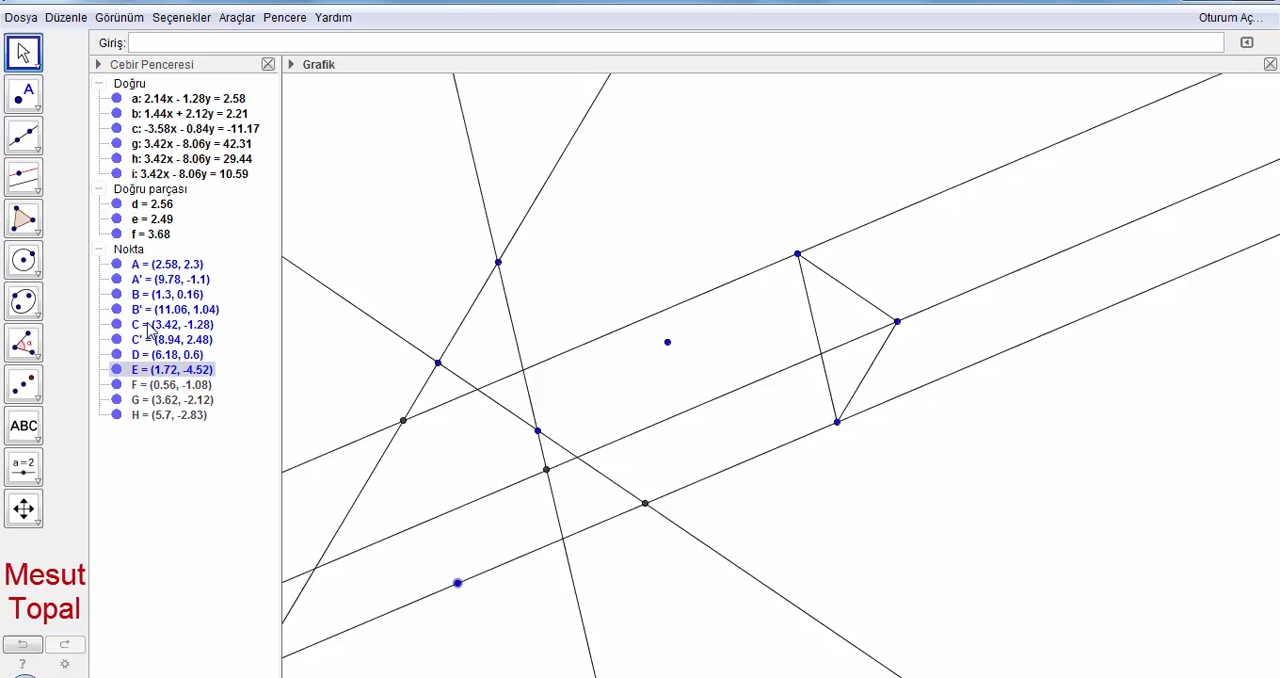 Dosya Düzenle Görünüm Seçenekler Araçlar Pencere Yardım Oturum Aç...
Giriş:
Cebir Penceresi Grafik
Doğru
a: 2.14x - 1.28y = 2.58
b: 1.44x + 2.12y = 2.21
c: -3.58x - 0.84y = -11.17
g: 3.42x - 8.06y = 42.31
h: 3.42x - 8.06y = 29.44
i: 3.42x - 8.06y = 10.59
Doğru parçası
d = 2.56
e = 2.49
f = 3.68
Nokta
A = (2.58, 2.3)
A' = (9.78, -1.1)
B = (1.3, 0.16)
B' = (11.06, 1.04)
C = (3.42, -1.28)
C' = (8.94, 2.48)
D = (6.18, 0.6)
E = (1.72, -4.52)
F = (0.56, -1.08)
G = (3.62, -2.12)
H = (5.7, -2.83)
A
α
ABC
a=2
Mesut
Topal
?